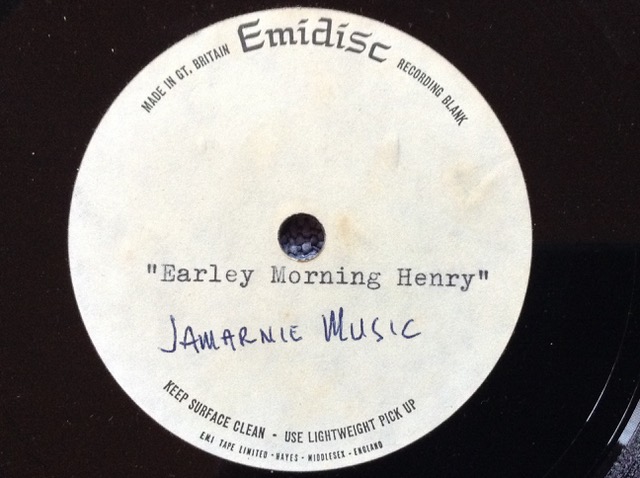 Emidisc
MADE IN GT. BRITAIN
RECORDING BLANK
"Earley Morning Henry"
JAMARNIE MUSIC
KEEP SURFACE CLEAN - USE LIGHTWEIGHT PICK UP
E.M.I TAPE LIMITED · HAYES · MIDDLESEX · ENGLAND